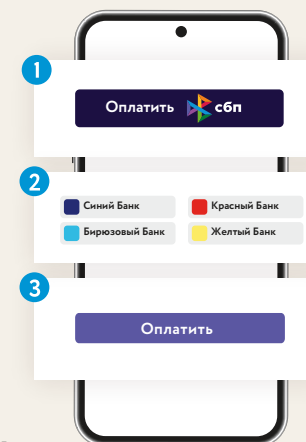 1
Оплатить сбп
2
Синий Банк Красный Банк
Бирюзовый Банк Желтый Банк
3
Оплатить